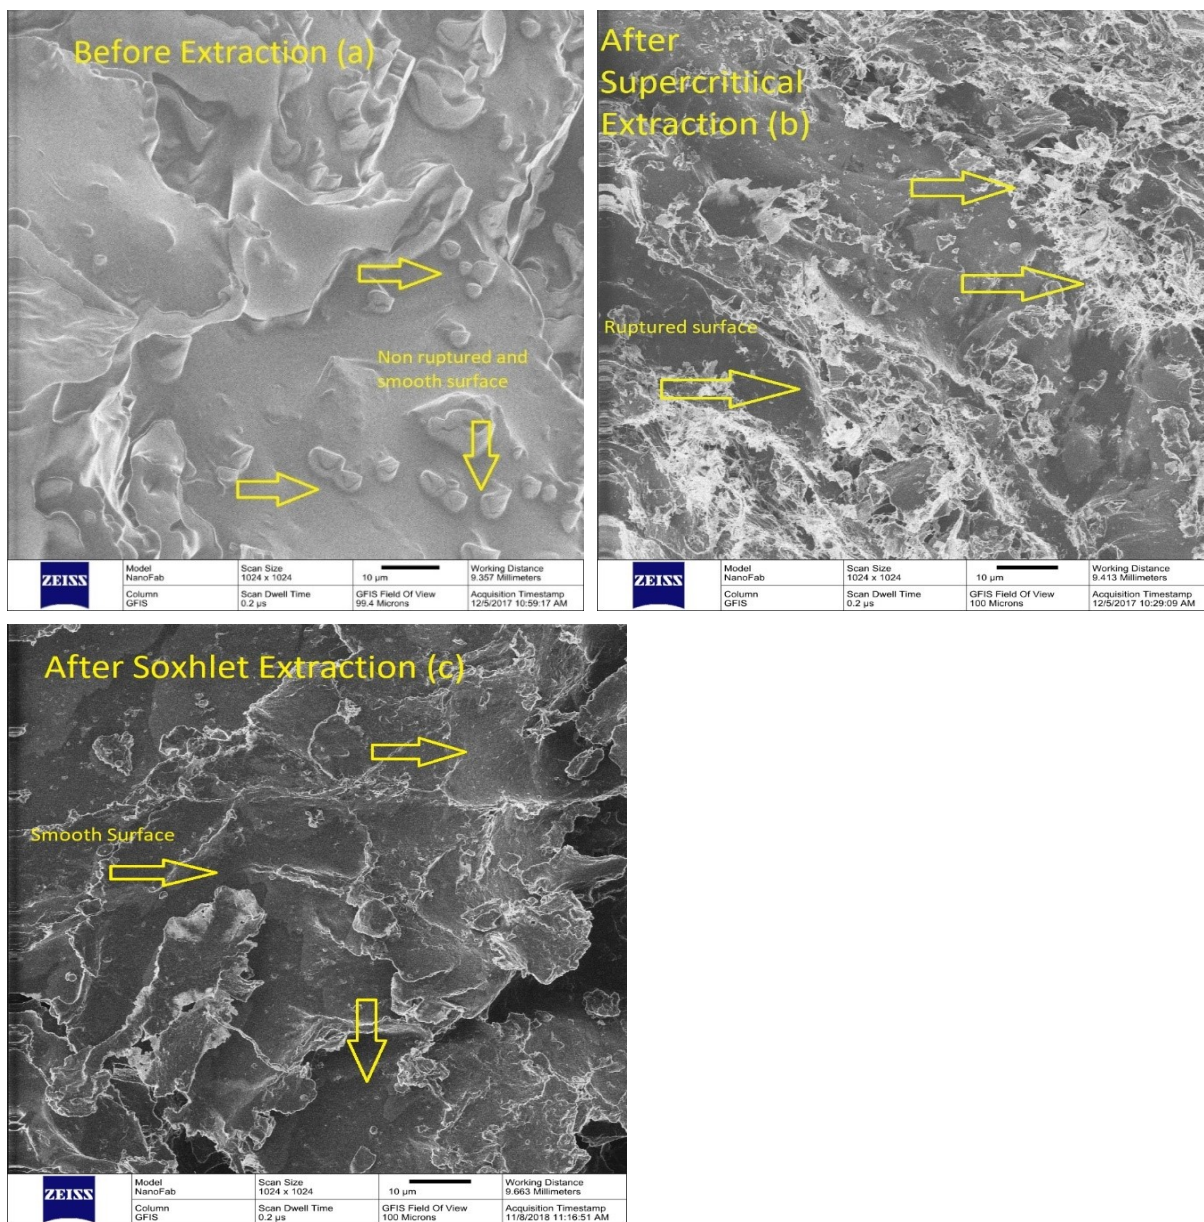 Before Extraction (a)
Non ruptured and
smooth surface
ZEISS
Model
NanoFab
Scan Size
1024 x 1024
10 µm
Working Distance
9.357 Millimeters
Column
GFIS
Scan Dwell Time
0.2 µs
GFIS Field Of View
99.4 Microns
Acquisition Timestamp
12/5/2017 10:59:17 AM
After
Supercritlical
Extraction (b)
Ruptured surface
ZEISS
Model
NanoFab
Scan Size
1024 x 1024
10 µm
Working Distance
9.413 Millimeters
Column
GFIS
Scan Dwell Time
0.2 µs
GFIS Field Of View
100 Microns
Acquisition Timestamp
12/5/2017 10:29:09 AM
After Soxhlet Extraction (c)
Smooth Surface
ZEISS
Model
NanoFab
Scan Size
1024 x 1024
10 µm
Working Distance
9.663 Millimeters
Column
GFIS
Scan Dwell Time
0.2 µs
GFIS Field Of View
100 Microns
Acquisition Timestamp
11/8/2018 11:16:51 AM